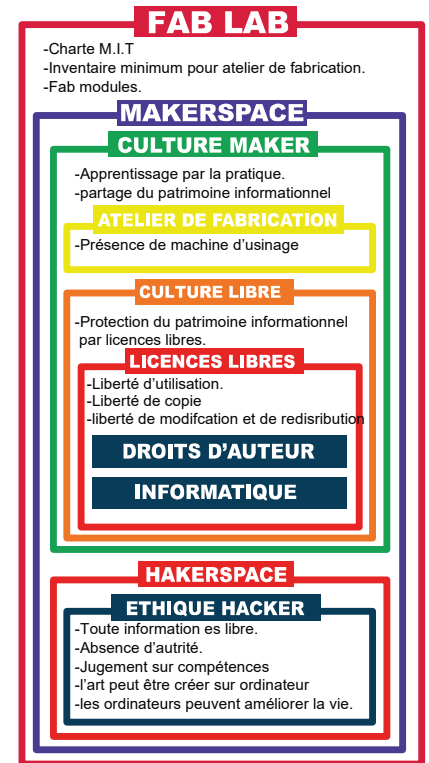 FAB LAB
-Charte M.I.T
-Inventaire minimum pour atelier de fabrication.
-Fab modules.
MAKERSPACE
CULTURE MAKER
-Apprentissage par la pratique.
-partage du patrimoine informationnel
ATELIER DE FABRICATION
-Présence de machine d'usinage
CULTURE LIBRE
-Protection du patrimoine informationnel
par licences libres.
LICENCES LIBRES
-Liberté d'utilisation.
-Liberté de copie
-liberté de modifcation et de redisribution
DROITS D'AUTEUR
INFORMATIQUE
HAKERSPACE
ETHIQUE HACKER
-Toute information es libre.
-Absence d'autrité.
-Jugement sur compétences
-l'art peut être créer sur ordinateur
-les ordinateurs peuvent améliorer la vie.